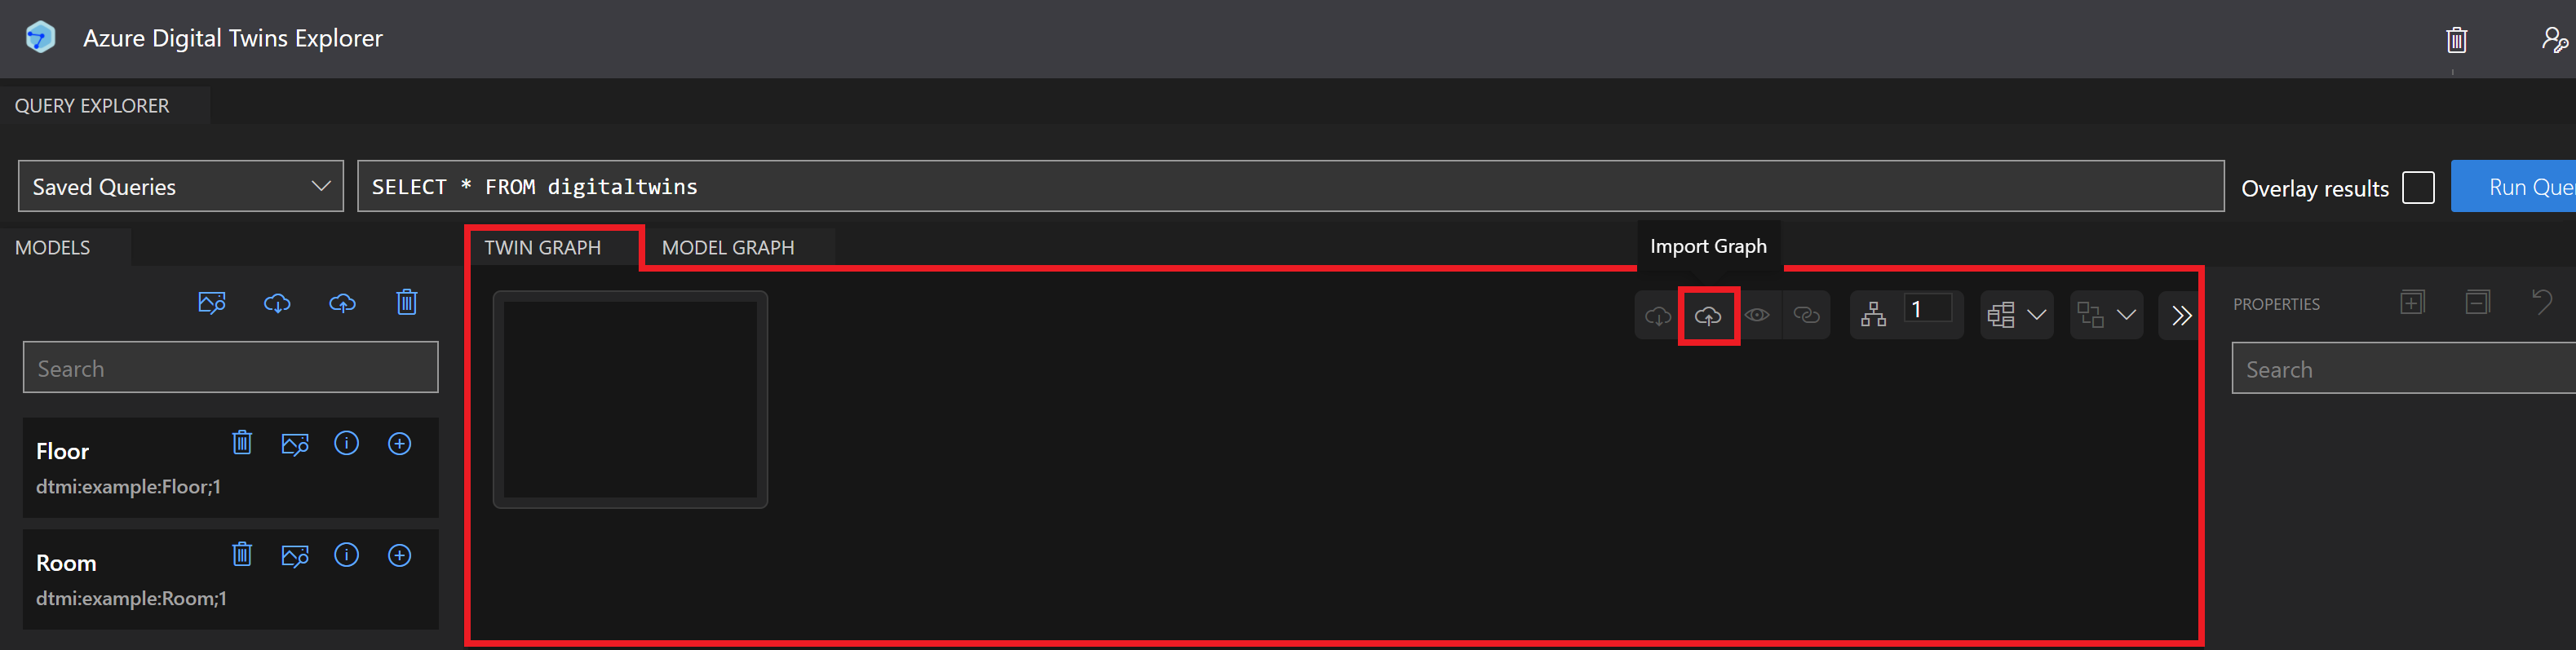 Azure Digital Twins Explorer
QUERY EXPLORER
Saved Queries
SELECT * FROM digitaltwins
Overlay results
Run Que
MODELS
TWIN GRAPH
MODEL GRAPH
Import Graph
1
PROPERTIES
Search
Search
Floor
dtmi:example:Floor;1
Room
dtmi:example:Room;1